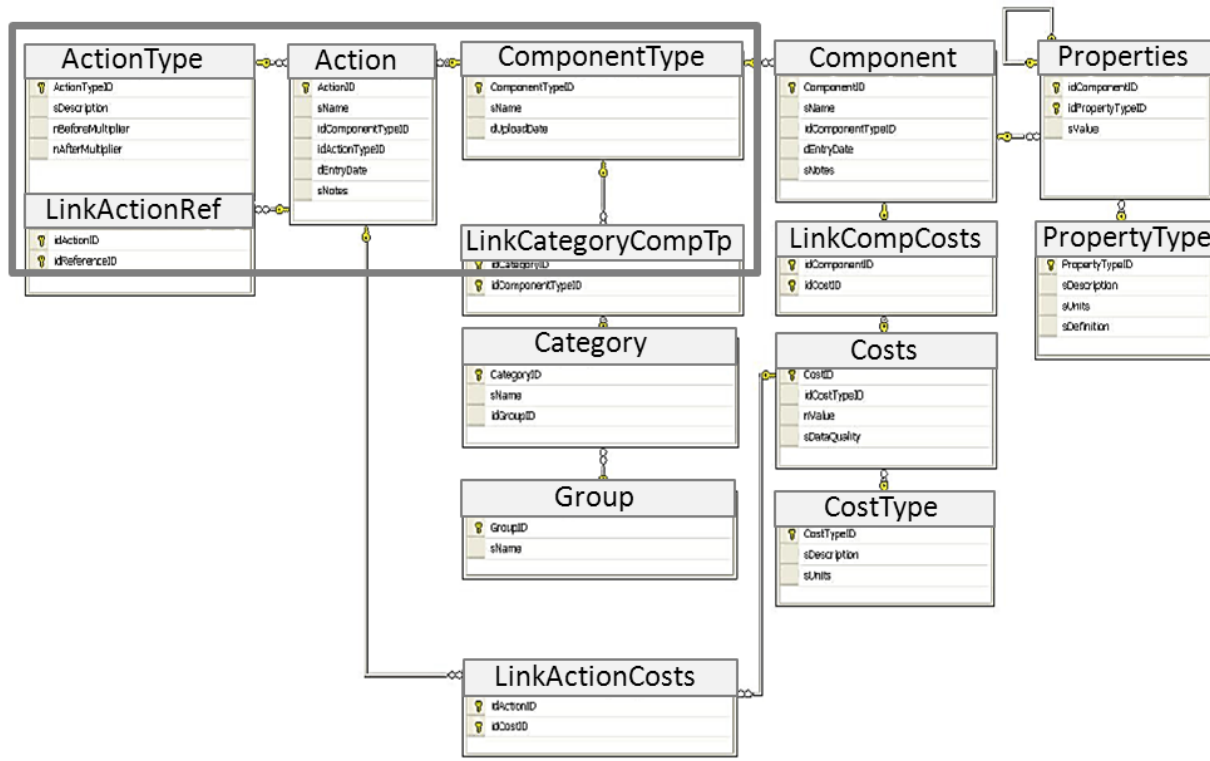 ActionType
ActionTypeID
sDescription
nBeforeMultiplier
nAfterMultiplier
LinkActionRef
idActionID
idReferenceID
Action
ActionID
sName
idComponentTypeID
idActionTypeID
dEntryDate
sNotes
ComponentType
ComponentTypeID
sName
dUploadDate
LinkCategoryCompTp
idCategoryID
idComponentTypeID
Category
CategoryID
sName
idGroupID
Group
GroupID
sName
LinkActionCosts
idActionID
idCostID
Component
ComponentID
sName
idComponentTypeID
dEntryDate
sNotes
LinkCompCosts
idComponentID
idCostID
Costs
CostID
idCostTypeID
nValue
sDataQuality
CostType
CostTypeID
sDescription
sUnits
Properties
idComponentID
idPropertyTypeID
sValue
PropertyType
PropertyTypeID
sDescription
sUnits
sDefinition